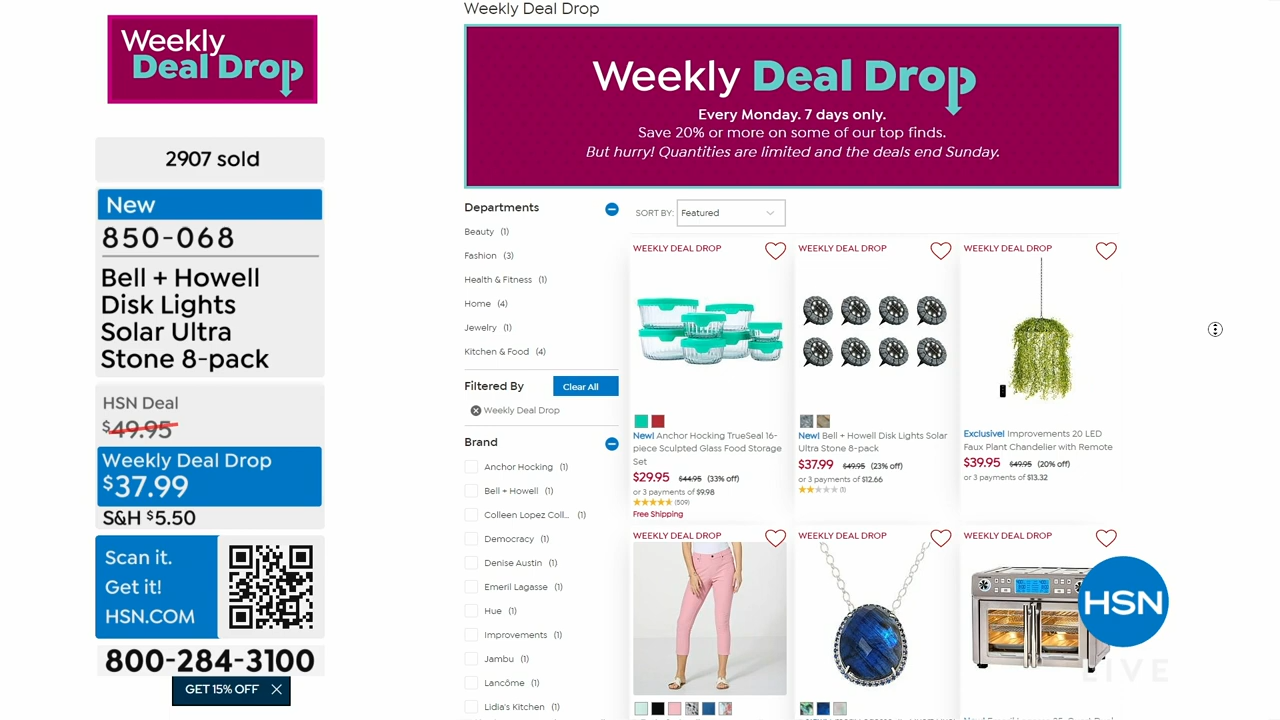 Weekly
Deal Drop
2907 sold
New
850-068
Bell + Howell
Disk Lights
Solar Ultra
Stone 8-pack
HSN Deal
$49.95
Weekly Deal Drop
$37.99
S&H $5.50
Scan it.
Get it!
HSN.COM
800-284-3100
GET 15% OFF
Weekly Deal Drop
Weekly Deal Drop
Every Monday. 7 days only.
Save 20% or more on some of our top finds.
But hurry! Quantities are limited and the deals end Sunday.
Departments
Beauty (1)
Fashion (3)
Health & Fitness (1)
Home (4)
Jewelry (1)
Kitchen & Food (4)
Filtered By
Clear All
Weekly Deal Drop
Brand
Anchor Hocking (1)
Bell + Howell (1)
Colleen Lopez Coll... (1)
Democracy (1)
Denise Austin (1)
Emeril Lagasse (1)
Hue (1)
Improvements (1)
Jambu (1)
Lancôme (1)
Lidia's Kitchen (1)
SORT BY: Featured
WEEKLY DEAL DROP
New! Anchor Hocking TrueSeal 16-
piece Sculpted Glass Food Storage
Set
$29.95 $44.95 (33% off)
or 3 payments of $9.98
(509)
Free Shipping
WEEKLY DEAL DROP
New! Bell + Howell Disk Lights Solar
Ultra Stone 8-pack
$37.99 $49.95 (23% off)
or 3 payments of $12.66
(1)
WEEKLY DEAL DROP
Exclusive! Improvements 20 LED
Faux Plant Chandelier with Remote
$39.95 $49.95 (20% off)
or 3 payments of $13.32
WEEKLY DEAL DROP
WEEKLY DEAL DROP
WEEKLY DEAL DROP
HSN
LIVE